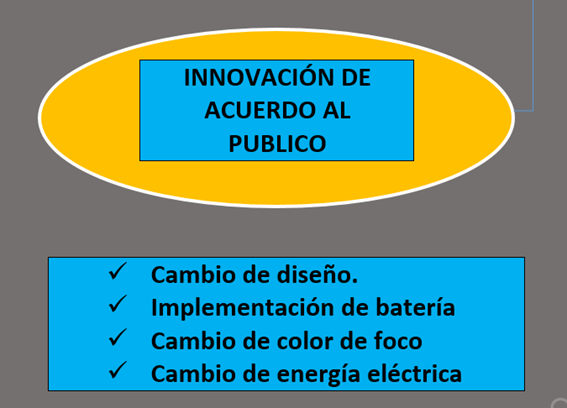 INNOVACIÓN DE
ACUERDO AL
PUBLICO
✓ Cambio de diseño.
✓ Implementación de batería
✓ Cambio de color de foco
✓ Cambio de energía eléctrica